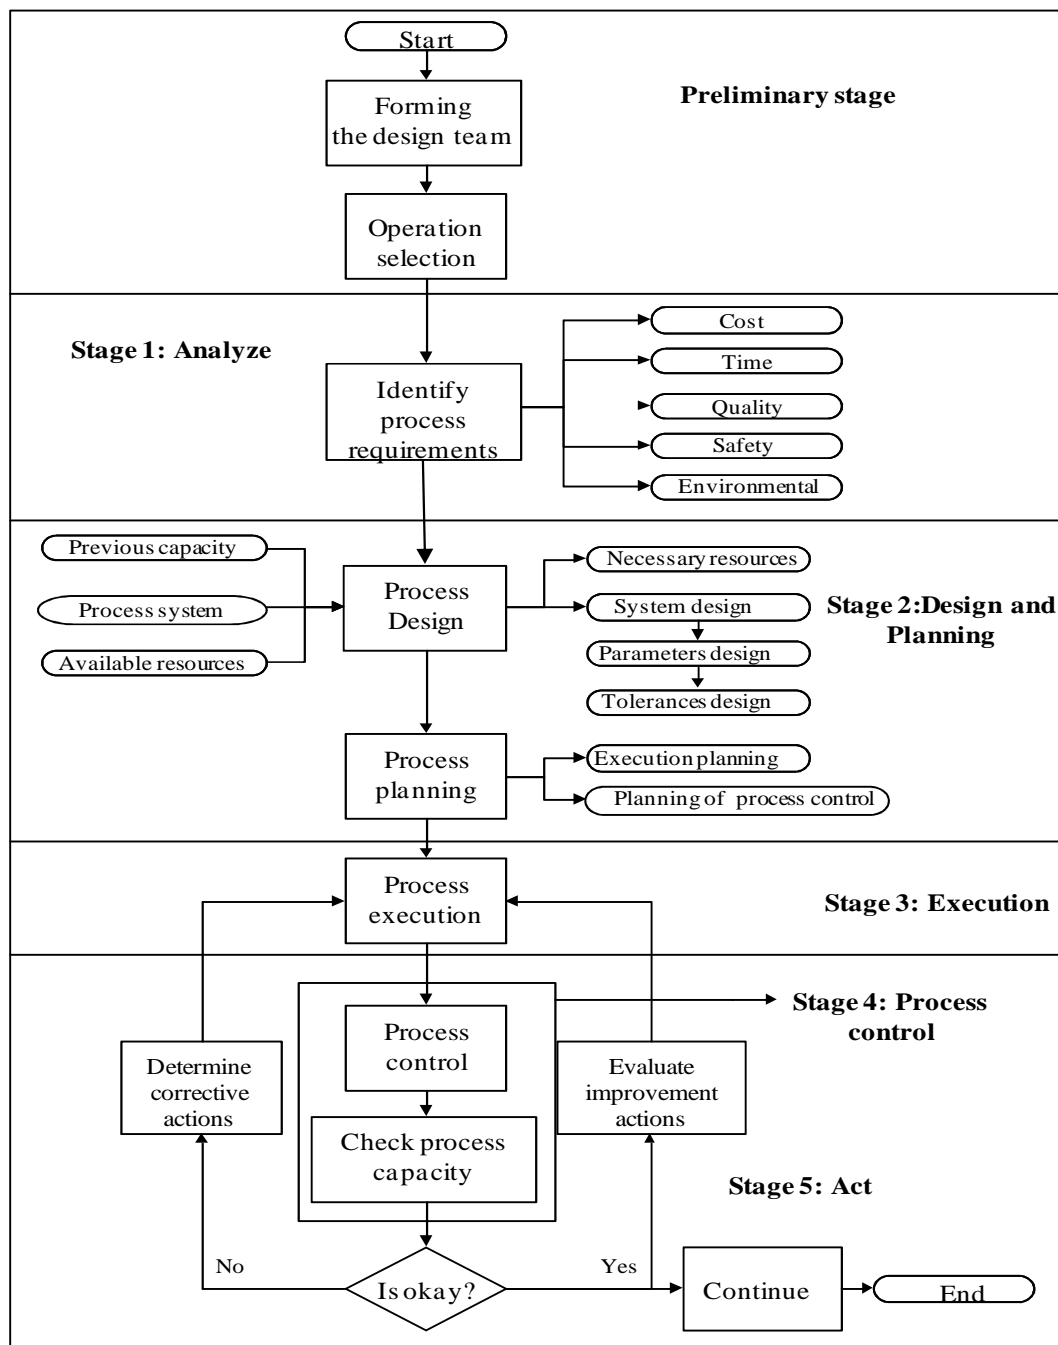 Start
Preliminary stage
Forming
the design team
Operation
selection
Stage 1: Analyze
Cost
Time
Quality
Safety
Environmental
Identify
process
requirements
Previous capacity
Process system
Available resources
Process
Design
Necessary resources
System design
Parameters design
Tolerances design
Stage 2:Design and
Planning
Process
planning
Execution planning
Planning of process control
Process
execution
Stage 3: Execution
Stage 4: Process
control
Process
control
Determine
corrective
actions
Evaluate
improvement
actions
Check process
capacity
Stage 5: Act
No
Is okay?
Yes
Continue
End